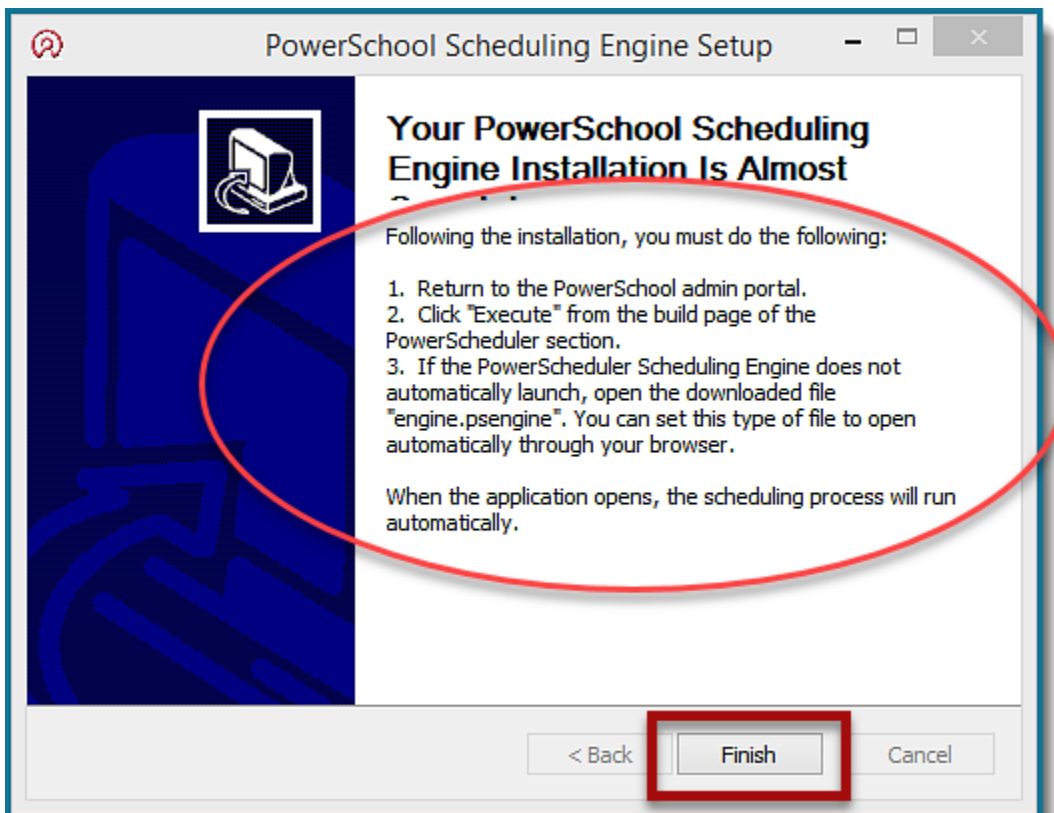 PowerSchool Scheduling Engine Setup
Your PowerSchool Scheduling
Engine Installation Is Almost
Following the installation, you must do the following:
1. Return to the PowerSchool admin portal.
2. Click "Execute" from the build page of the
PowerScheduler section.
3. If the PowerScheduler Scheduling Engine does not
automatically launch, open the downloaded file
"engine.psengine". You can set this type of file to open
automatically through your browser.
When the application opens, the scheduling process will run
automatically.
< Back
Finish
Cancel